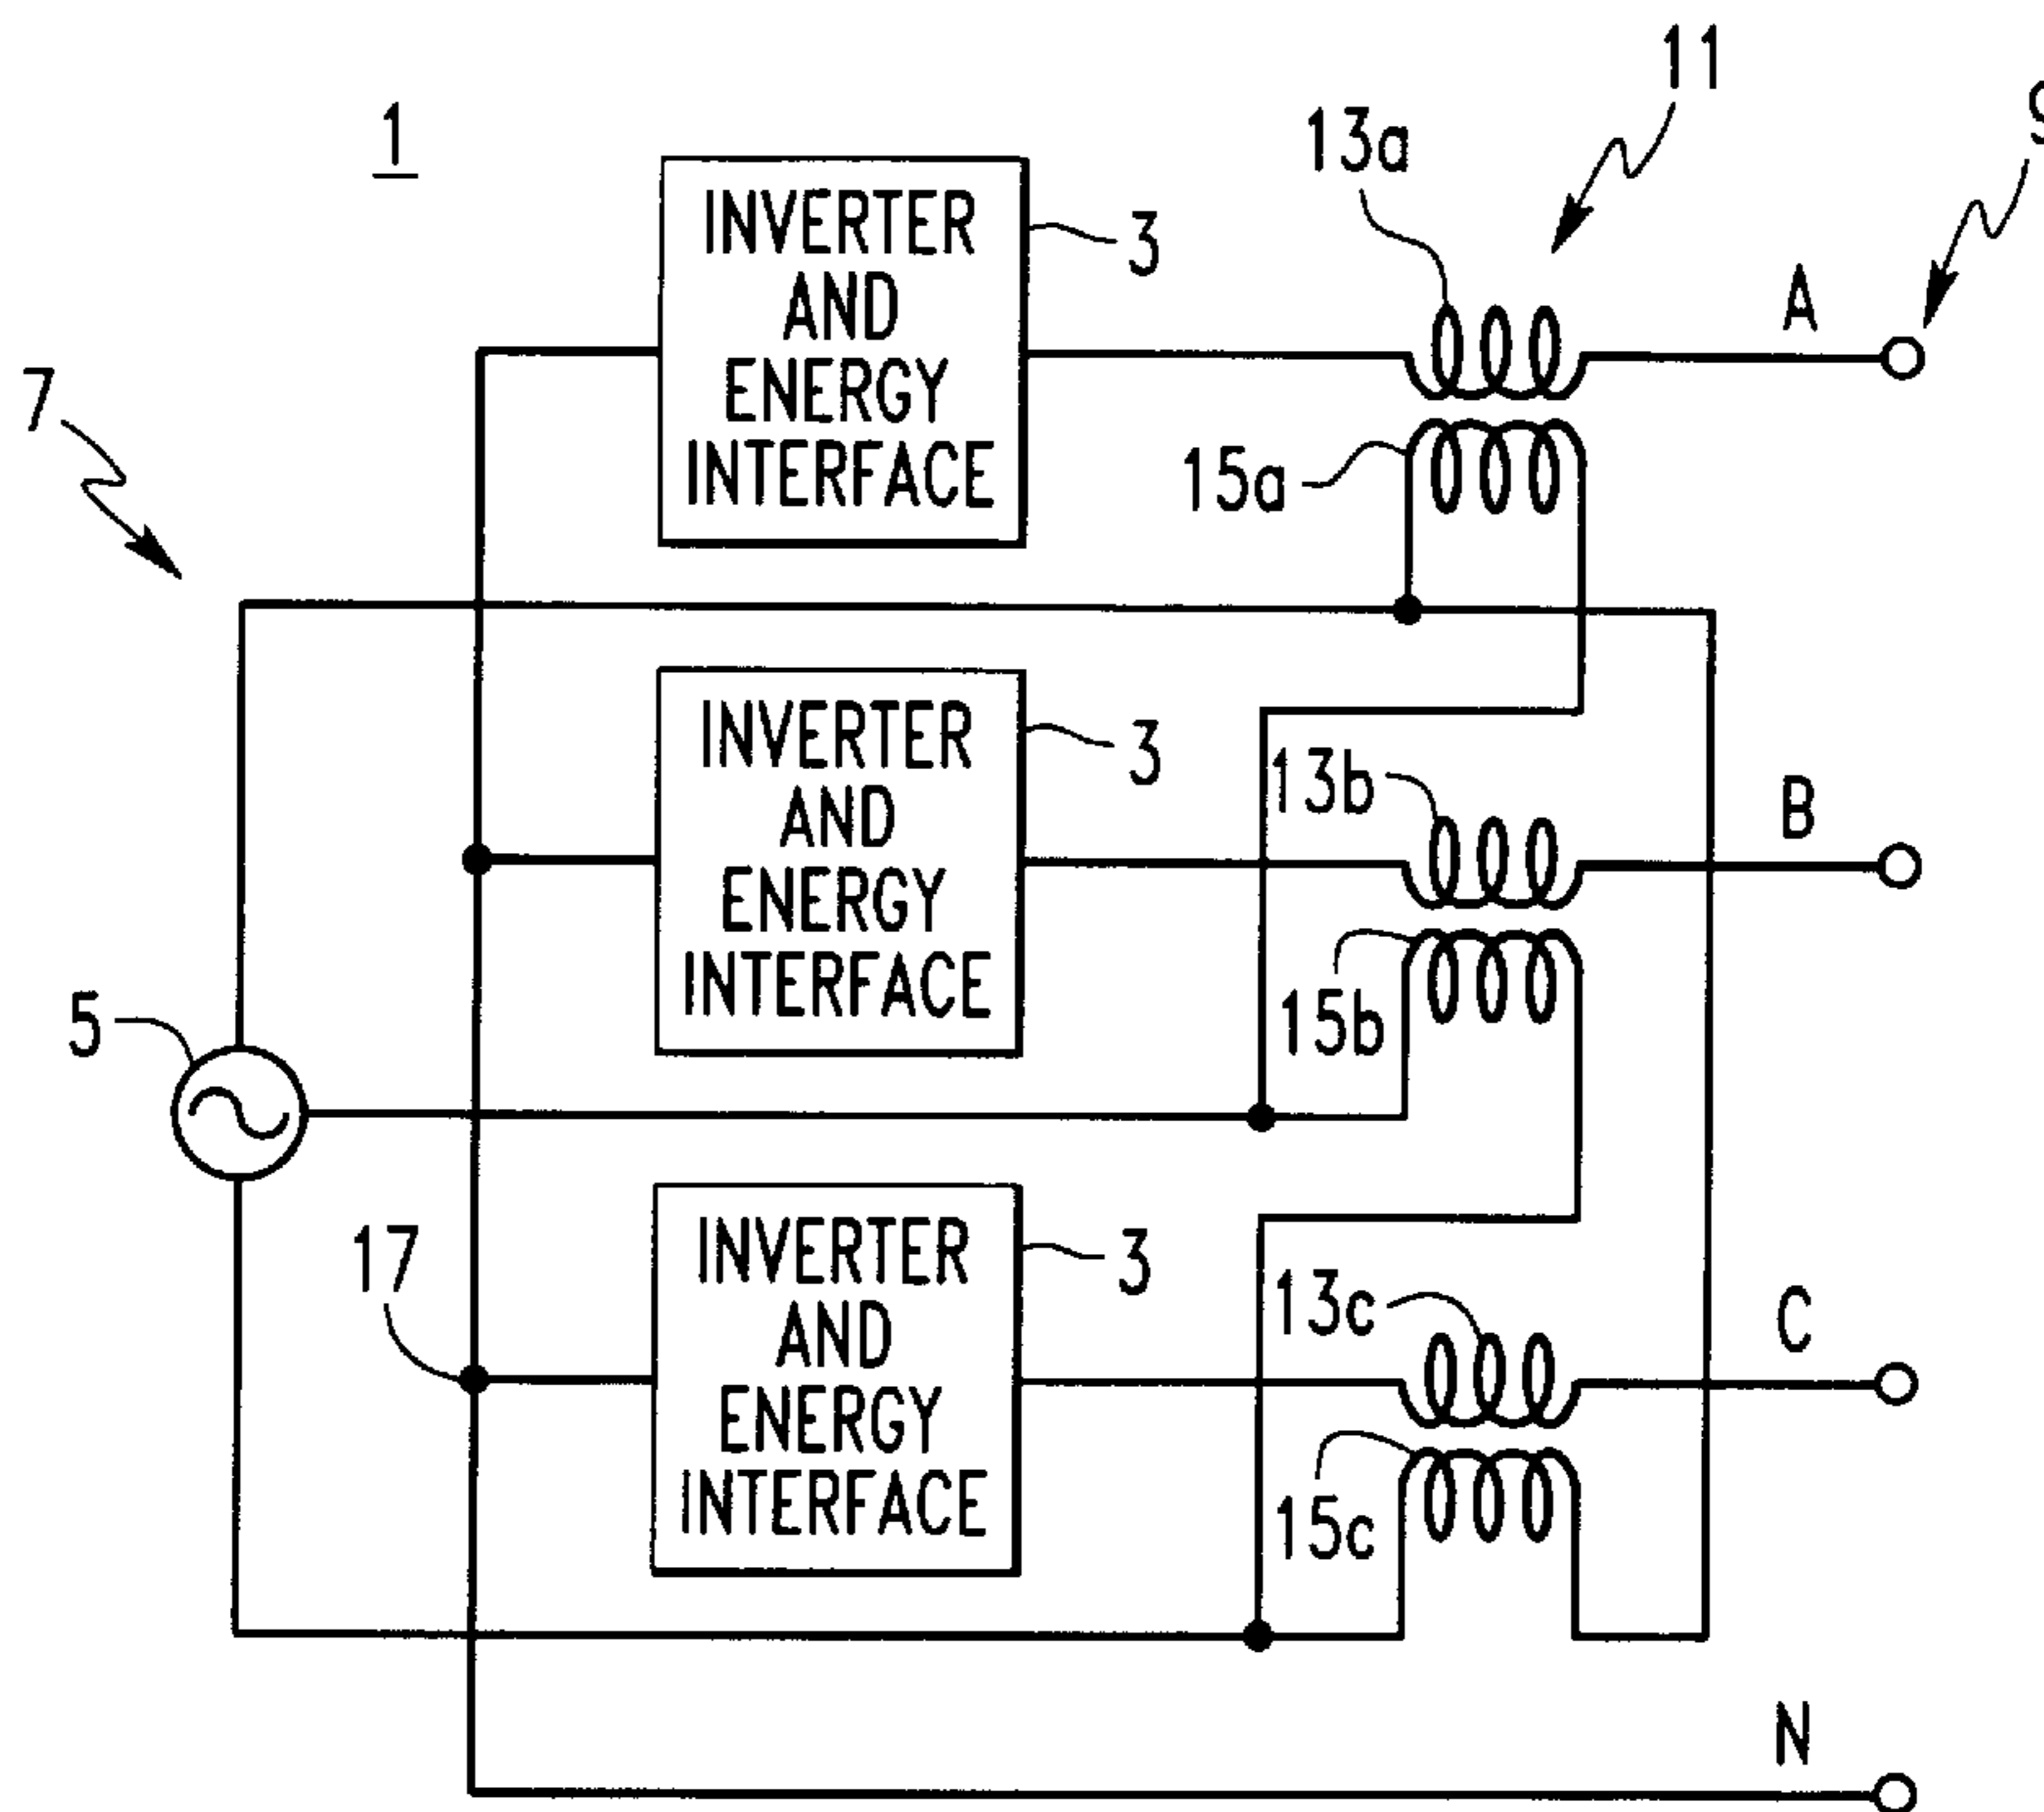 11
9
1
13a
INVERTER
AND
ENERGY
INTERFACE
3
A
7
15a
INVERTER
AND
ENERGY
INTERFACE
3
13b
B
15b
5
17
INVERTER
AND
ENERGY
INTERFACE
3
13c
C
15c
N